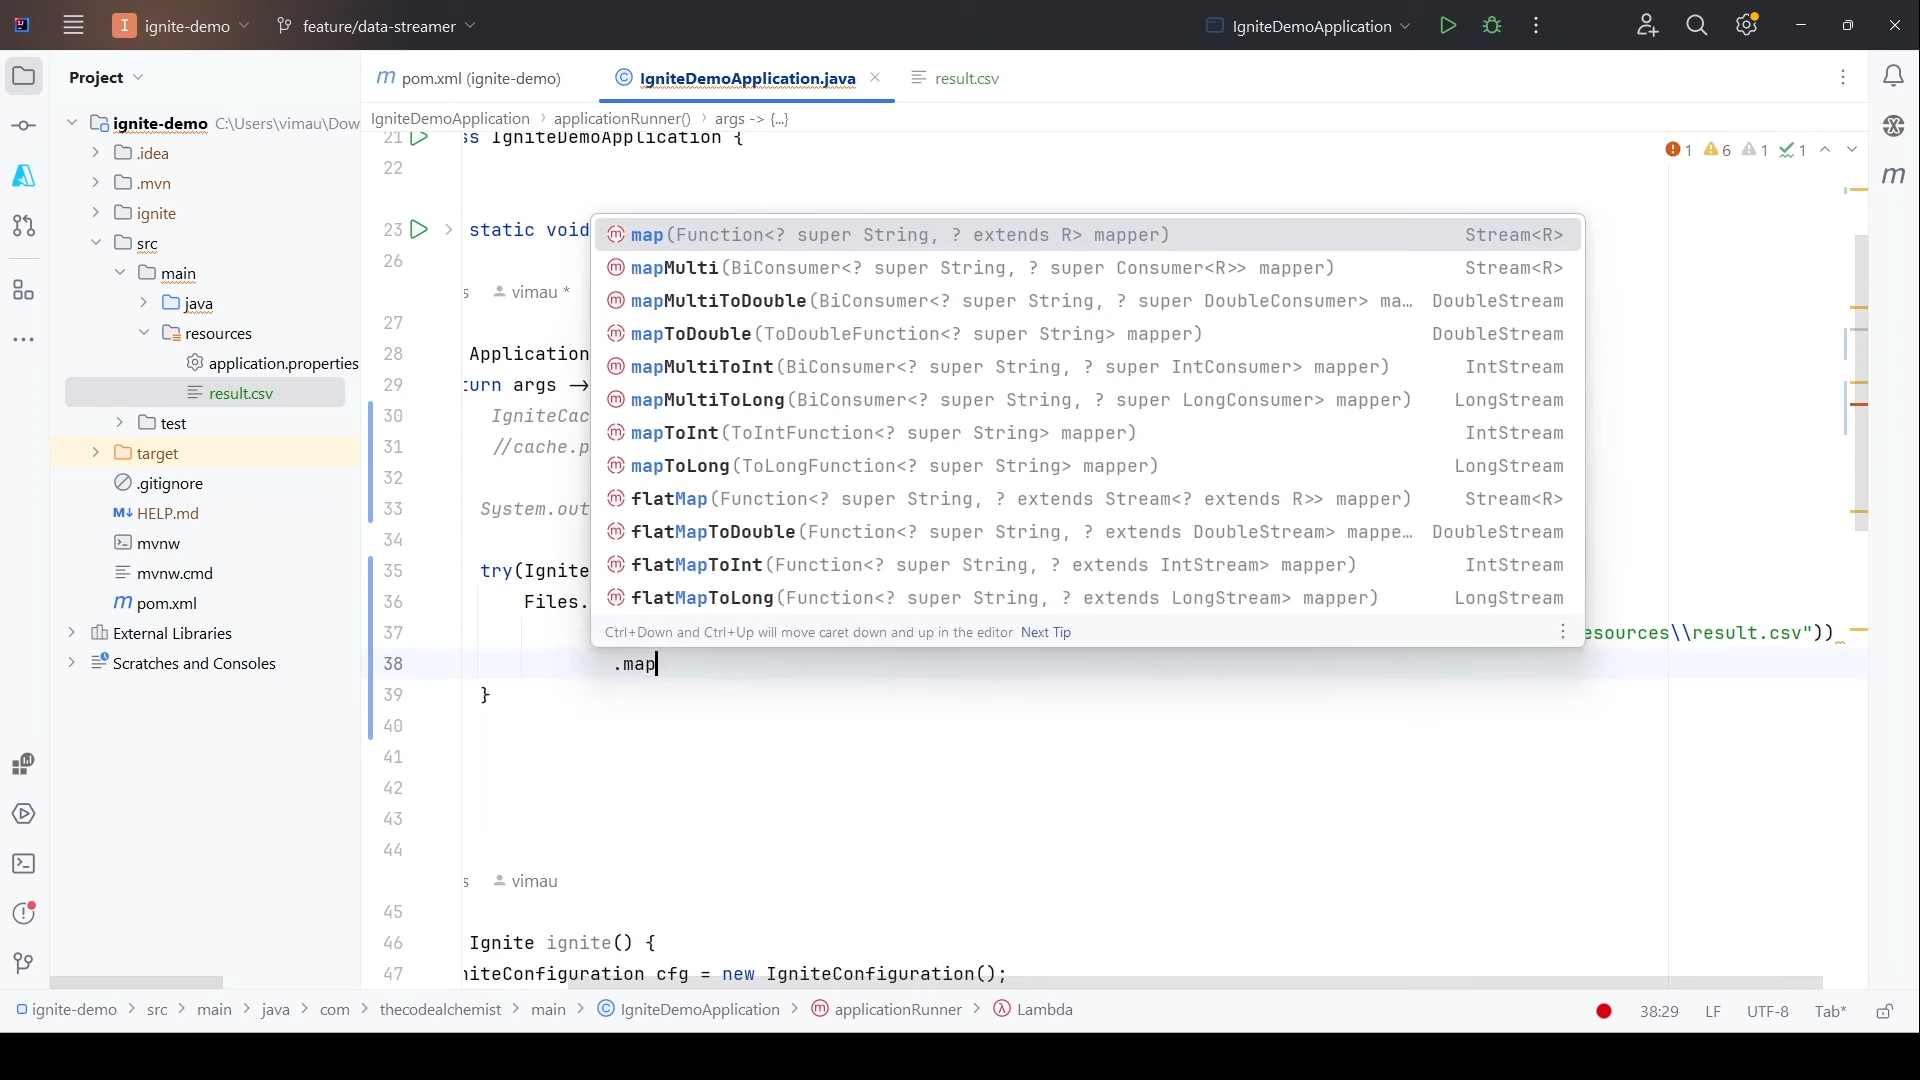 I ignite-demo feature/data-streamer IgniteDemoApplication
Project
pom.xml (ignite-demo) IgniteDemoApplication.java result.csv
ignite-demo C:\Users\vimau\Dow
.idea
.mvn
ignite
src
main
java
resources
application.properties
result.csv
test
target
.gitignore
HELP.md
mvnw
mvnw.cmd
pom.xml
External Libraries
Scratches and Consoles
IgniteDemoApplication applicationRunner() args -> {...}
1 6 1 1
21 ss IgniteDemoApplication {
22
23 static void
26
s vimau *
27
28 Application
29 turn args →
30 IgniteCac
31 //cache.p
32
33 System.out
34
35 try(Ignite
36 Files.
37 esources\\result.csv"))
38 .map
39 }
40
41
42
43
44
s vimau
45
46 Ignite ignite() {
47 niteConfiguration cfg = new IgniteConfiguration();
map(Function<? super String, ? extends R> mapper) Stream<R>
mapMulti(BiConsumer<? super String, ? super Consumer<R>> mapper) Stream<R>
mapMultiToDouble(BiConsumer<? super String, ? super DoubleConsumer> ma... DoubleStream
mapToDouble(ToDoubleFunction<? super String> mapper) DoubleStream
mapMultiToInt(BiConsumer<? super String, ? super IntConsumer> mapper) IntStream
mapMultiToLong(BiConsumer<? super String, ? super LongConsumer> mapper) LongStream
mapToInt(ToIntFunction<? super String> mapper) IntStream
mapToLong(ToLongFunction<? super String> mapper) LongStream
flatMap(Function<? super String, ? extends Stream<? extends R>> mapper) Stream<R>
flatMapToDouble(Function<? super String, ? extends DoubleStream> mappe... DoubleStream
flatMapToInt(Function<? super String, ? extends IntStream> mapper) IntStream
flatMapToLong(Function<? super String, ? extends LongStream> mapper) LongStream
Ctrl+Down and Ctrl+Up will move caret down and up in the editor Next Tip
ignite-demo src main java com thecodealchemist main IgniteDemoApplication applicationRunner Lambda
38:29 LF UTF-8 Tab*